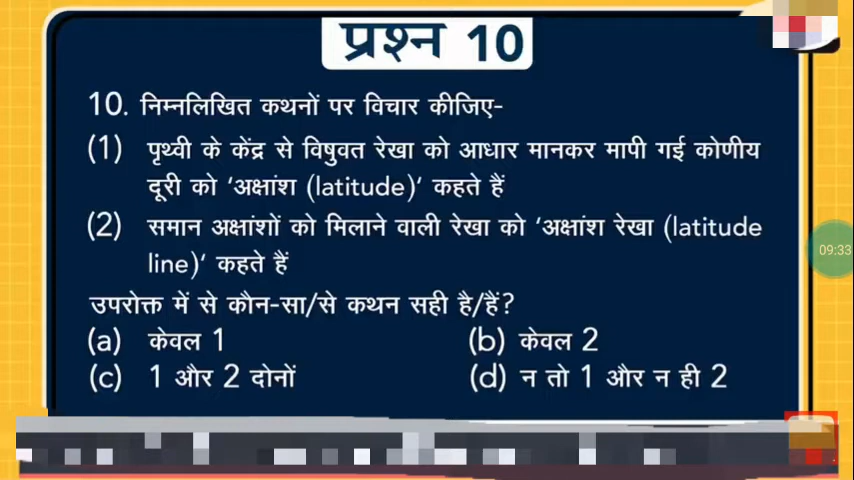 प्रश्न 10
10. निम्नलिखित कथनों पर विचार कीजिए-
(1) पृथ्वी के केंद्र से विषुवत रेखा को आधार मानकर मापी गई कोणीय
दूरी को ‘अक्षांश (latitude)‘ कहते हैं
(2) समान अक्षांशों को मिलाने वाली रेखा को ‘अक्षांश रेखा (latitude
line)‘ कहते हैं
उपरोक्त में से कौन-सा/से कथन सही है/हैं?
(a) केवल 1 (b) केवल 2
(c) 1 और 2 दोनों (d) न तो 1 और न ही 2
09:33